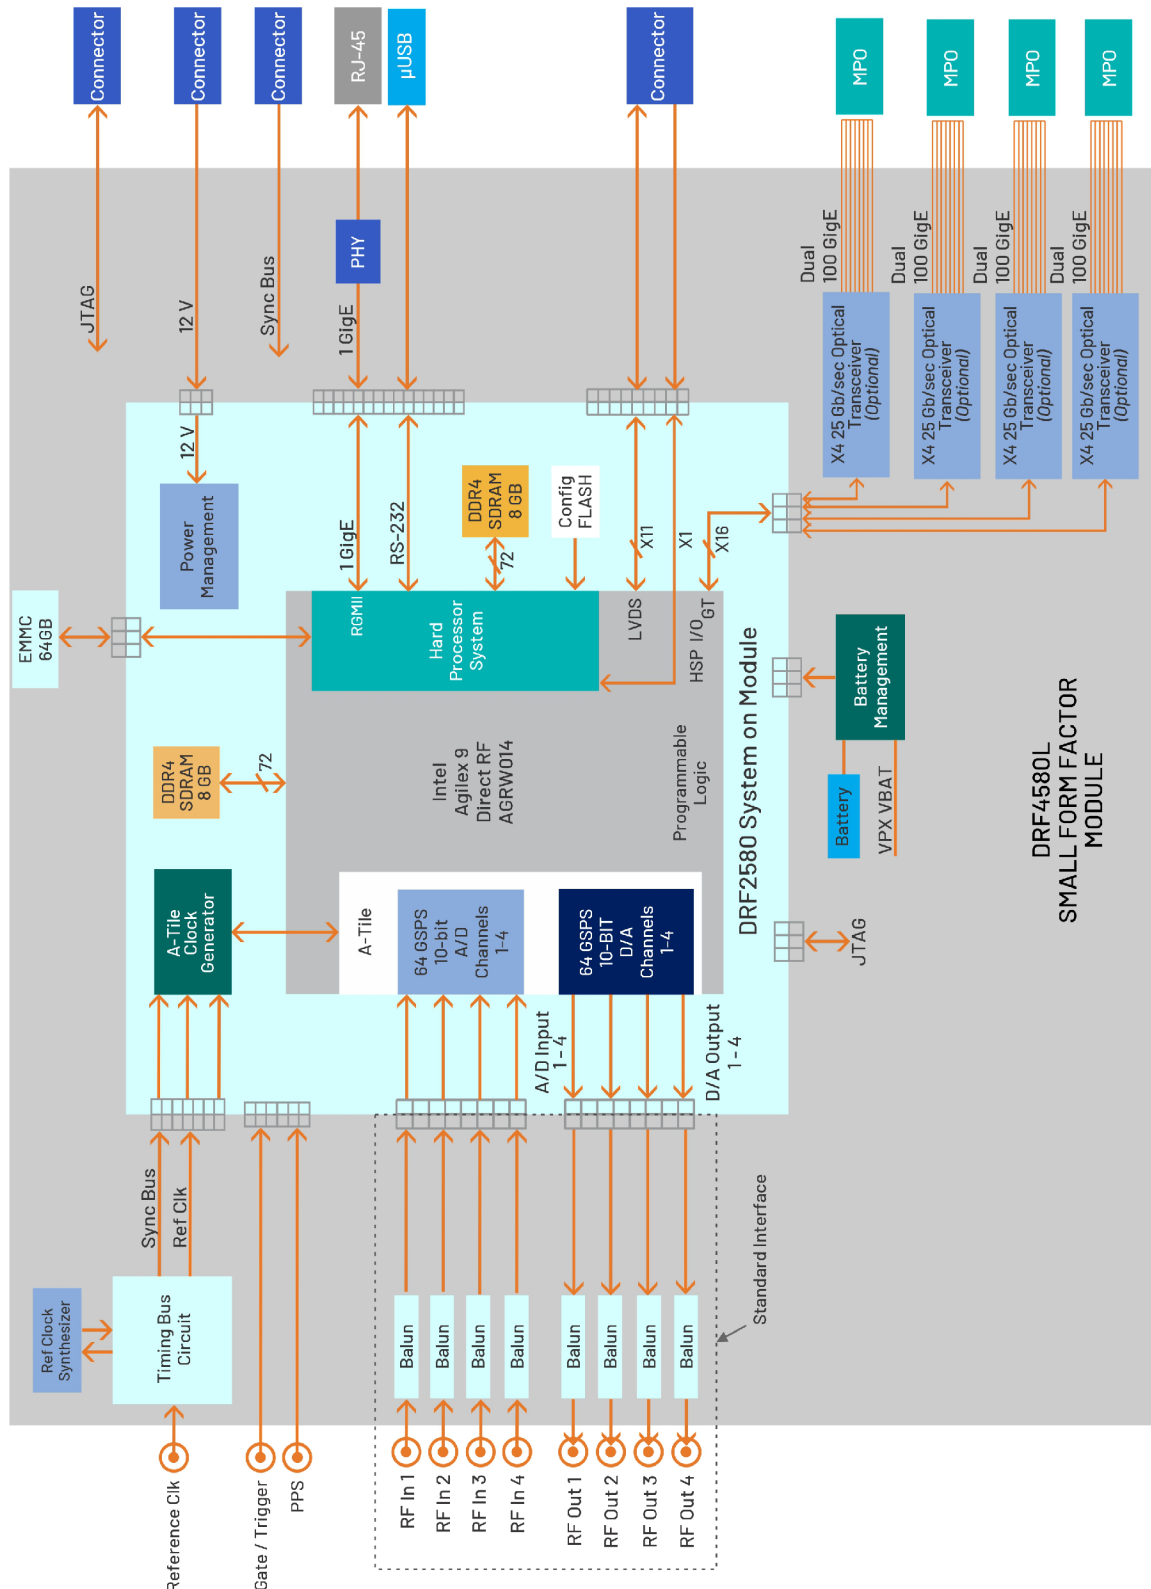 Connector
Connector
Connector
RJ-45
µUSB
Connector
MPO
MPO
MPO
MPO
JTAG
12 V
Sync Bus
PHY
1 GigE
Dual
100 GigE
Dual
100 GigE
Dual
100 GigE
Dual
100 GigE
X4 25 Gb/sec Optical
Transceiver
(Optional)
X4 25 Gb/sec Optical
Transceiver
(Optional)
X4 25 Gb/sec Optical
Transceiver
(Optional)
X4 25 Gb/sec Optical
Transceiver
(Optional)
12 V
Power
Management
1 GigE
RS-232
DDR4
SDRAM
8 GB
72
Config
FLASH
X11
X1
X16
EMMC
64GB
RGMII
Hard
Processor
System
LVDS
HSP I/O
GT
DDR4
SDRAM
8 GB
72
Intel
Agilex 9
Direct RF
AGRW014
Programmable
Logic
DRF2580 System on Module
Battery
Management
Battery
VPX VBAT
DRF4580L
SMALL FORM FACTOR
MODULE
A-Tile
Clock
Generator
A-Tile
64 GSPS
10-bit
A/D
Channels
1-4
64 GSPS
10-BIT
D/A
Channels
1-4
JTAG
A/D Input
1 - 4
D/A Output
1 - 4
Sync Bus
Ref Clk
Ref Clock
Synthesizer
Timing Bus
Circuit
Balun
Balun
Balun
Balun
Balun
Balun
Balun
Balun
Standard Interface
Reference Clk
Gate / Trigger
PPS
RF In 1
RF In 2
RF In 3
RF In 4
RF Out 1
RF Out 2
RF Out 3
RF Out 4